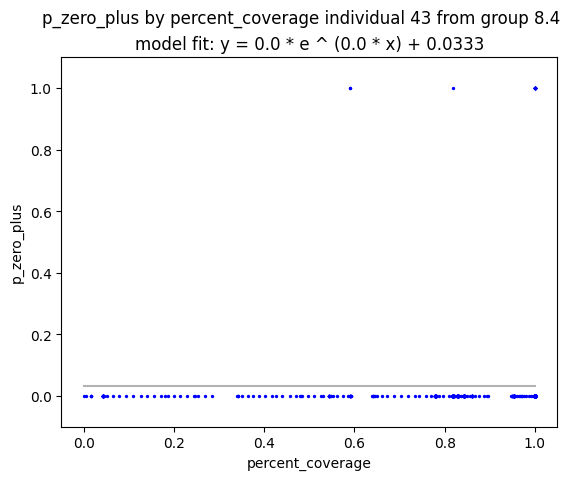 p_zero_plus by percent_coverage individual 43 from group 8.4
model fit: y = 0.0 * e ^ (0.0 * x) + 0.0333
1.0
0.8
0.6
0.4
0.2
0.0
p_zero_plus
0.0 0.2 0.4 0.6 0.8 1.0
percent_coverage